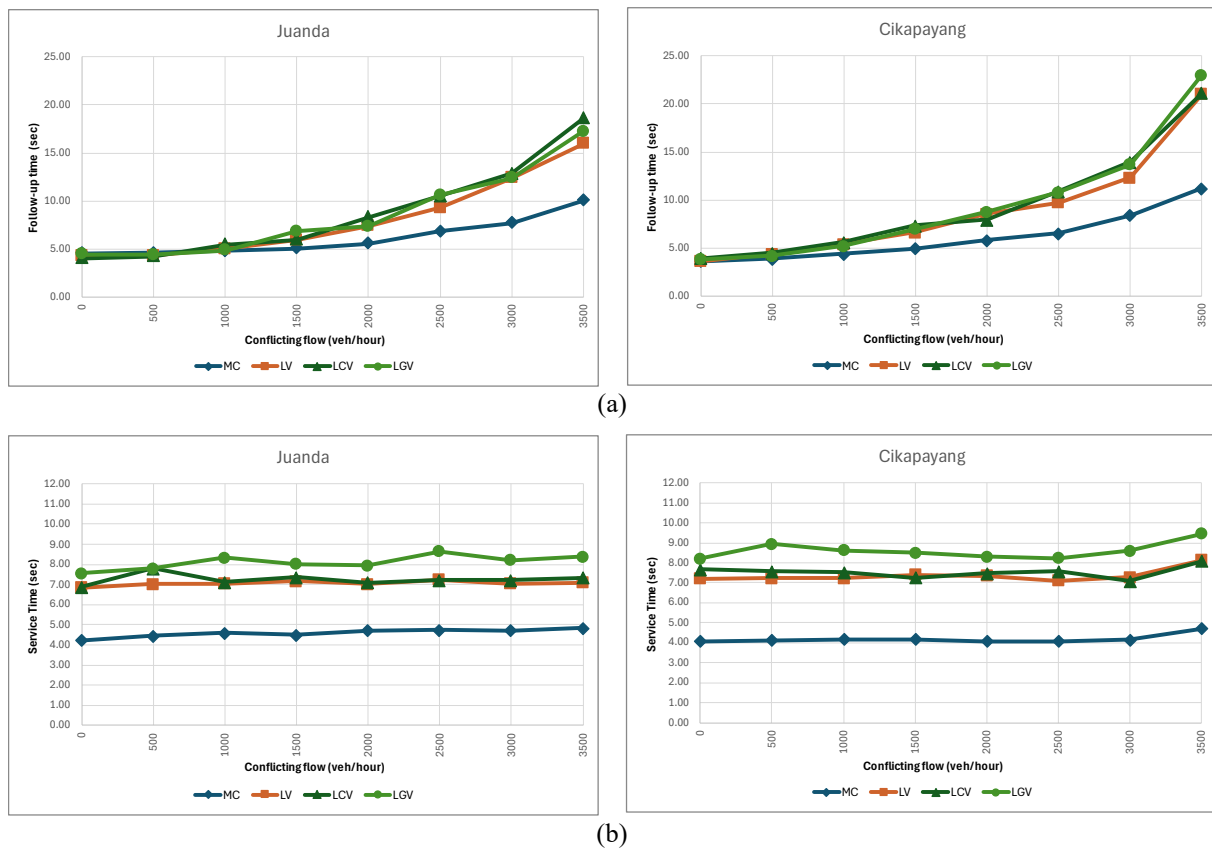 Juanda
25.00
20.00
15.00
10.00
5.00
0.00
Follow-up time (sec)
0 500 1000 1500 2000 2500 3000 3500
Conflicting flow (veh/hour)
MC LV LCV LGV
Cikapayang
25.00
20.00
15.00
10.00
5.00
0.00
Follow-up time (sec)
0 500 1000 1500 2000 2500 3000 3500
Conflicting flow (veh/hour)
MC LV LCV LGV
(a)
Juanda
12.00
11.00
10.00
9.00
8.00
7.00
6.00
5.00
4.00
3.00
2.00
1.00
0.00
Service Time (sec)
0 500 1000 1500 2000 2500 3000 3500
Conflicting flow (veh/hour)
MC LV LCV LGV
Cikapayang
12.00
11.00
10.00
9.00
8.00
7.00
6.00
5.00
4.00
3.00
2.00
1.00
0.00
Service Time (sec)
0 500 1000 1500 2000 2500 3000 3500
Conflicting flow (veh/hour)
MC LV LCV LGV
(b)